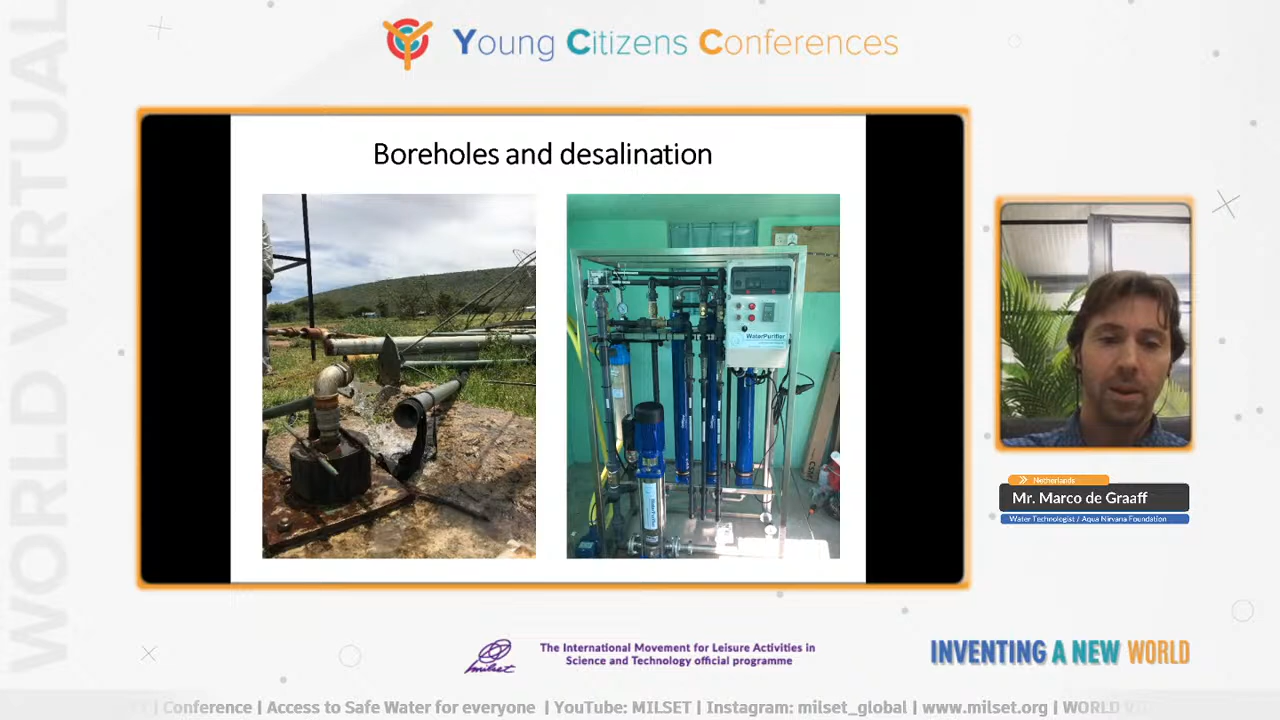 Young Citizens Conferences
WORLD VIRTUAL
Boreholes and desalination
WaterPurifier
Netherlands
Mr. Marco de Graaff
Water Technologist / Aqua Nirvana Foundation
milset
The International Movement for Leisure Activities in
Science and Technology official programme
INVENTING A NEW WORLD
| Conference | Access to Safe Water for everyone | YouTube: MILSET | Instagram: milset_global | www.milset.org | WORLD